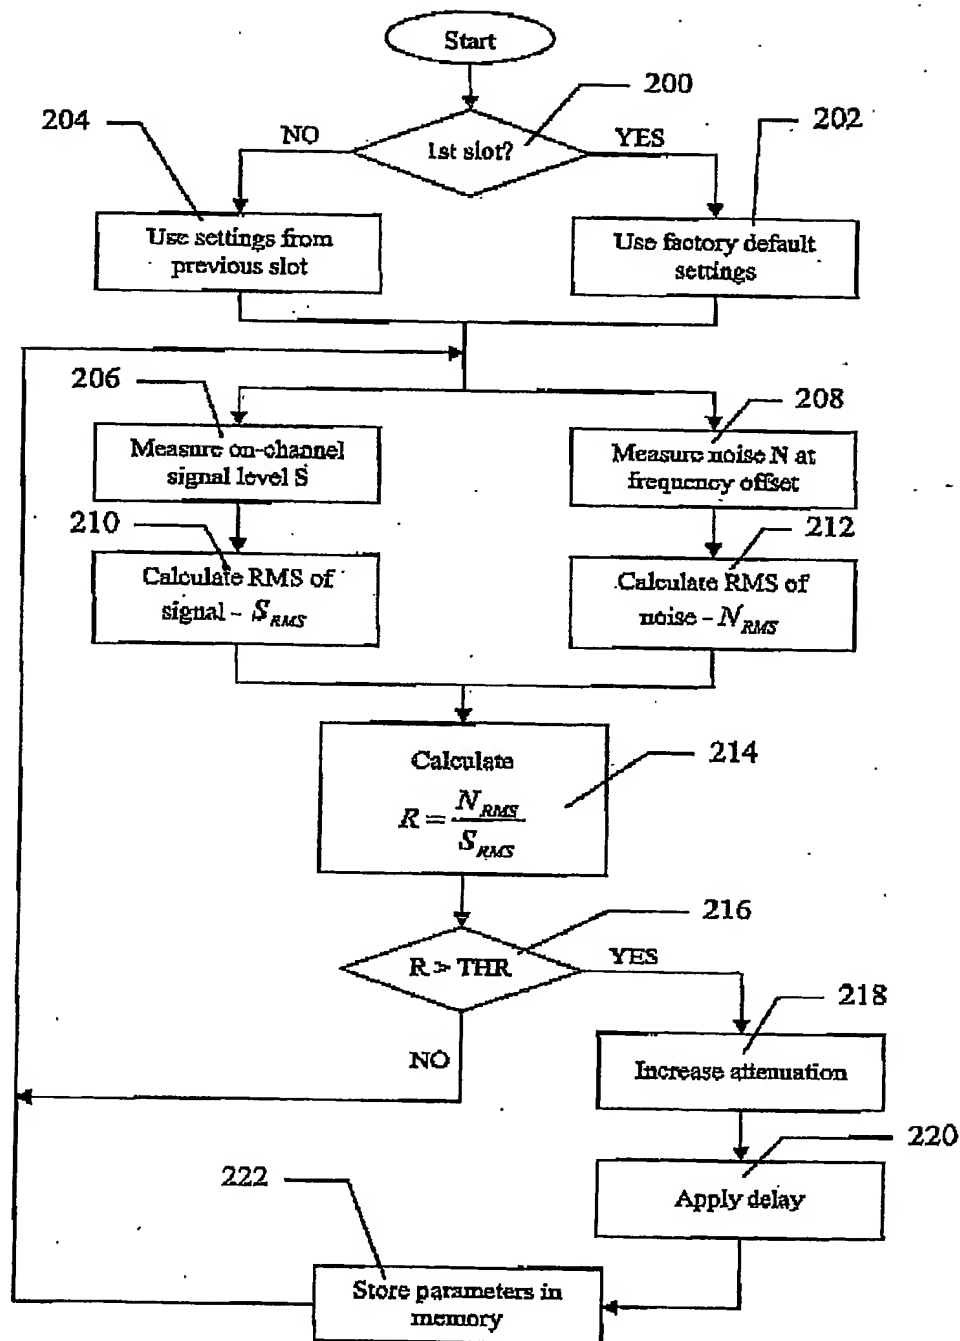 Start
200
204
202
NO
1st slot?
YES
Use settings from
previous slot
Use factory default
settings
206
208
Measure on-channel
signal level S
Measure noise N at
frequency offset
210
212
Calculate RMS of
signal - S_RMS
Calculate RMS of
noise - N_RMS
Calculate
R = N_RMS / S_RMS
214
216
R > THR
YES
218
NO
Increase attenuation
220
222
Apply delay
Store parameters in
memory